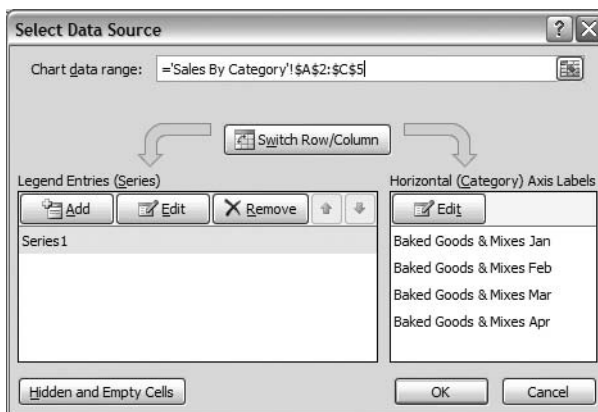 Select Data Source
Chart data range: ='Sales By Category'!$A$2:$C$5
Switch Row/Column
Legend Entries (Series)
Add Edit Remove
Series1
Horizontal (Category) Axis Labels
Edit
Baked Goods & Mixes Jan
Baked Goods & Mixes Feb
Baked Goods & Mixes Mar
Baked Goods & Mixes Apr
Hidden and Empty Cells
OK Cancel